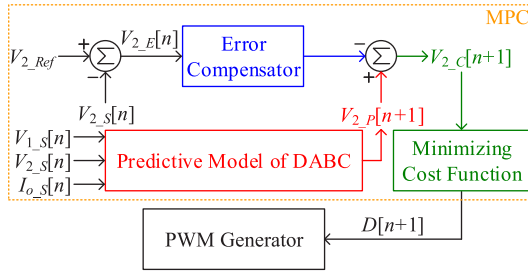 MPC
V2_Ref
+
−
Σ
V2_E[n]
Error
Compensator
−
+
Σ
V2_C[n+1]
V2_S[n]
V2_P[n+1]
V1_S[n]
V2_S[n]
Io_S[n]
Predictive Model of DABC
Minimizing
Cost Function
PWM Generator
D[n+1]